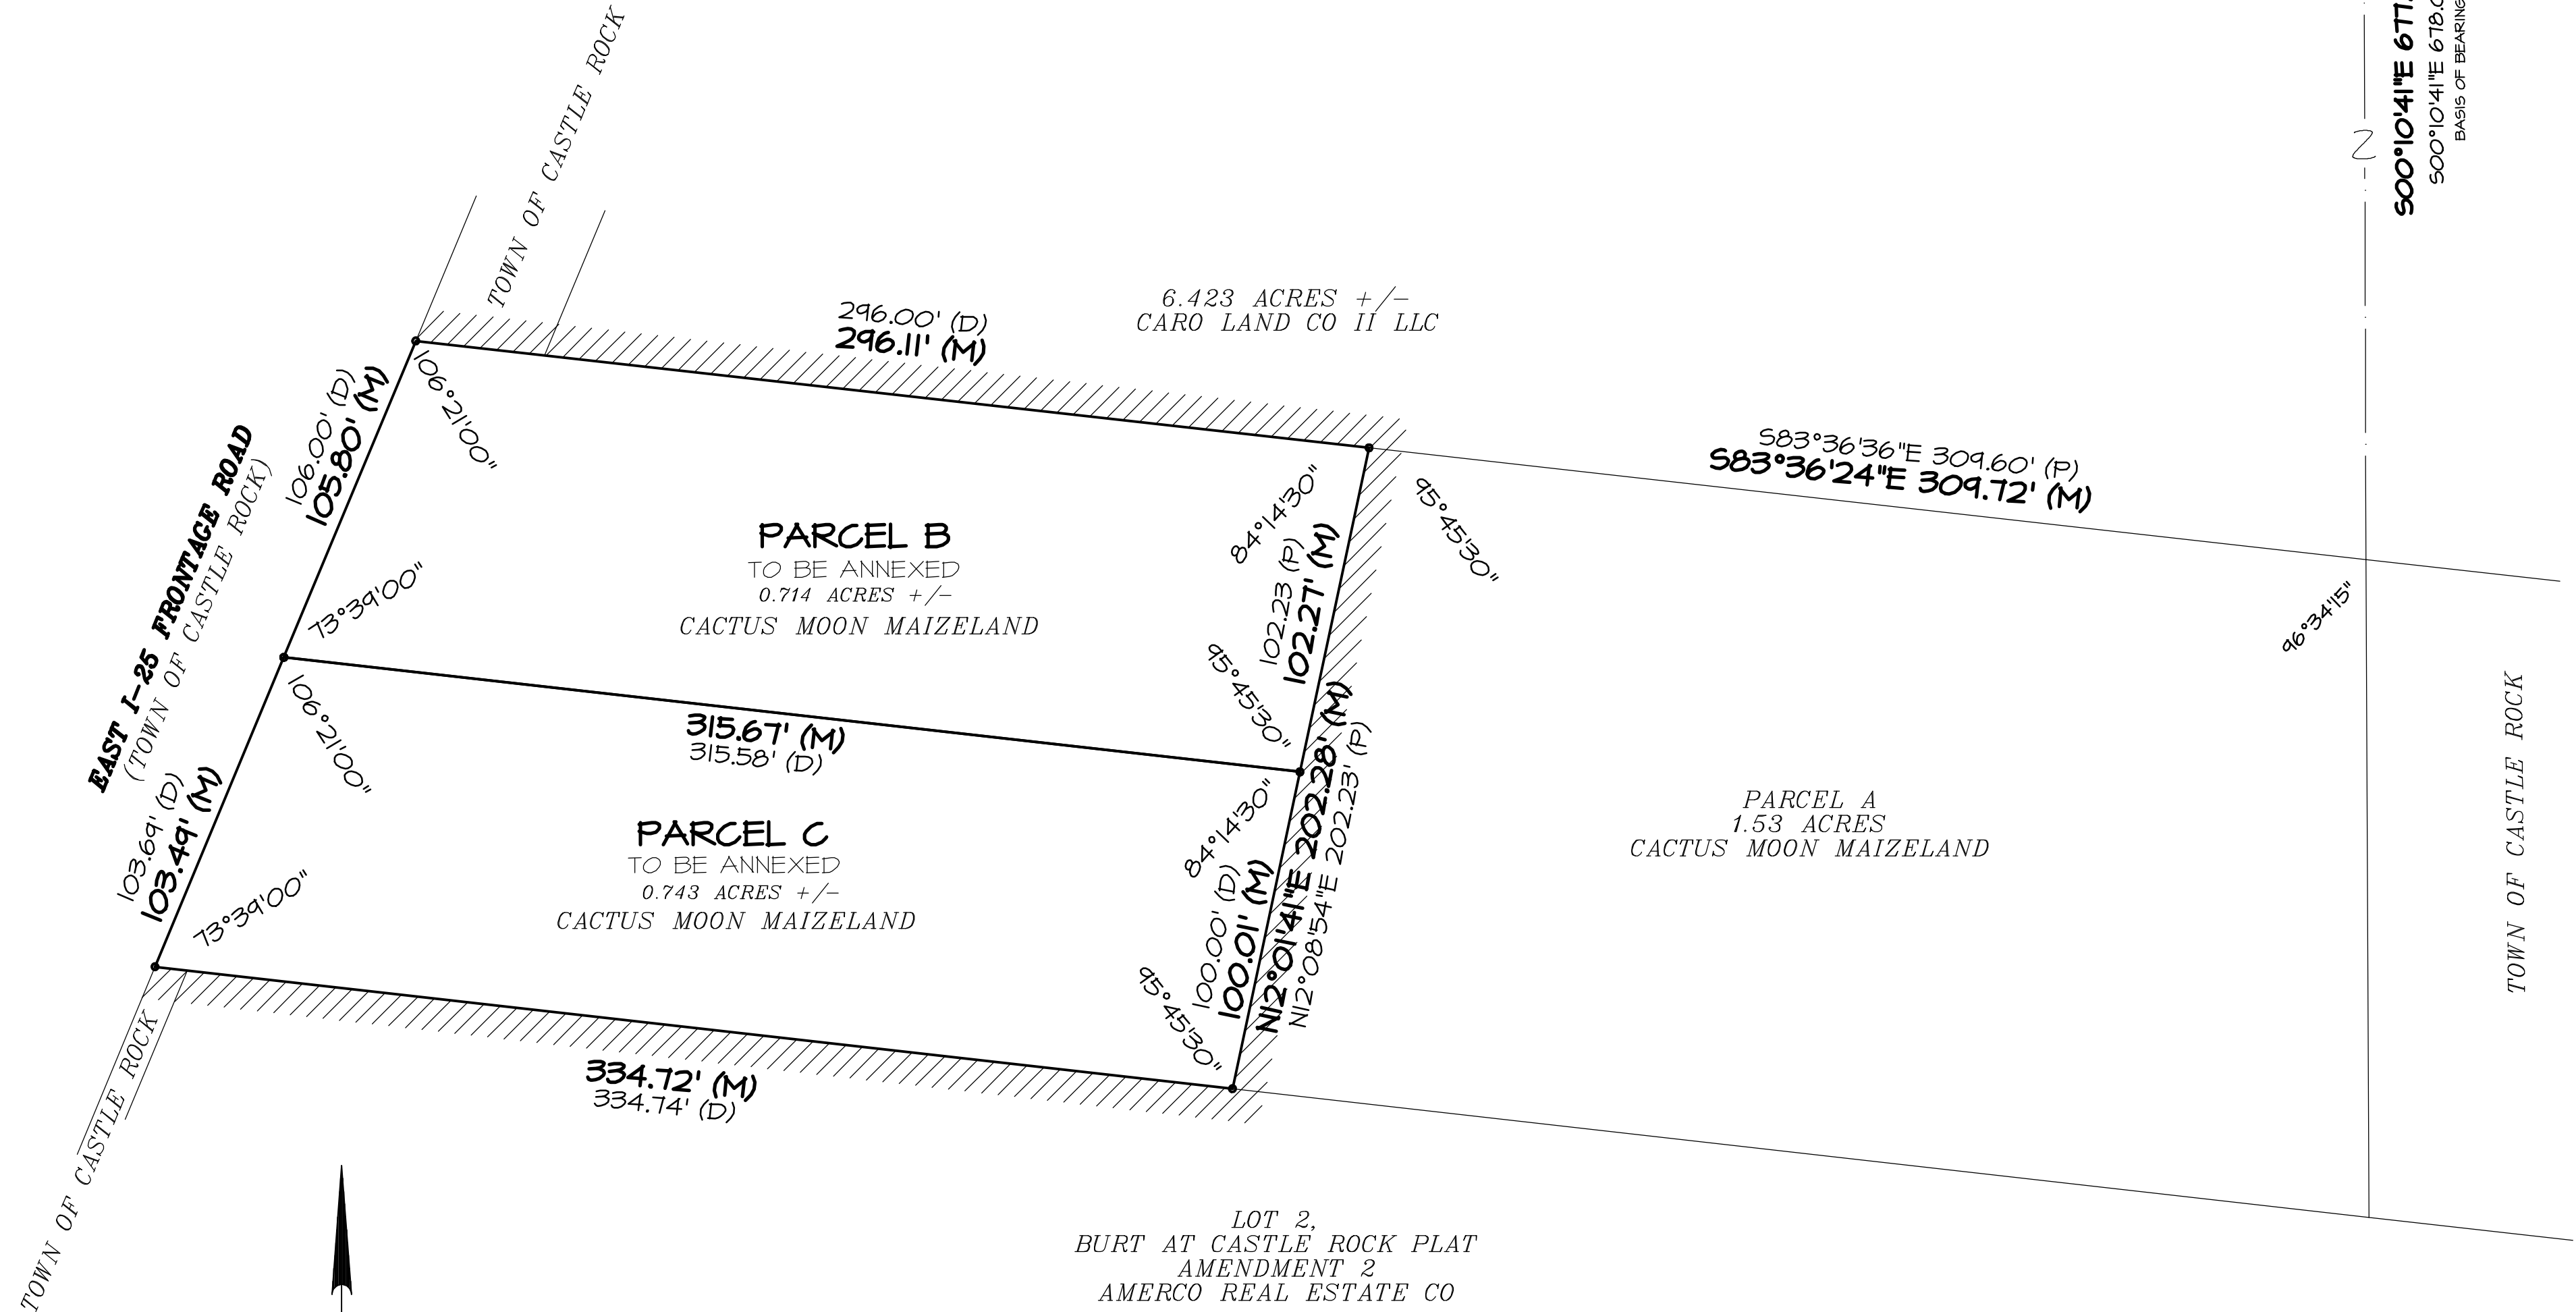 TOWN OF CASTLE ROCK
S00°10'41"E
S00°10'41"E
BASIS OF BEARING
6.423 ACRES +/-
CARO LAND CO II LLC
296.00' (D)
296.11' (M)
106°21'00"
106.00' (D)
105.80' (M)
S83°36'36"E 309.60' (P)
S83°36'24"E 309.72' (M)
84°14'30"
95°45'30"
EAST I-25 FRONTAGE ROAD
(TOWN OF CASTLE ROCK)
PARCEL B
TO BE ANNEXED
0.714 ACRES +/-
CACTUS MOON MAIZELAND
102.23 (P)
102.27' (M)
73°39'00"
95°45'30"
96°34'15"
106°21'00"
315.67' (M)
315.58' (D)
103.69' (D)
103.49' (M)
PARCEL C
TO BE ANNEXED
0.743 ACRES +/-
CACTUS MOON MAIZELAND
84°14'30"
100.00' (D)
100.01' (M)
N12°01'41"E 202.28' (M)
N12°08'54"E 202.23' (P)
PARCEL A
1.53 ACRES
CACTUS MOON MAIZELAND
TOWN OF CASTLE ROCK
73°39'00"
95°45'30"
334.72' (M)
334.74' (D)
TOWN OF CASTLE ROCK
LOT 2,
BURT AT CASTLE ROCK PLAT
AMENDMENT 2
AMERCO REAL ESTATE CO